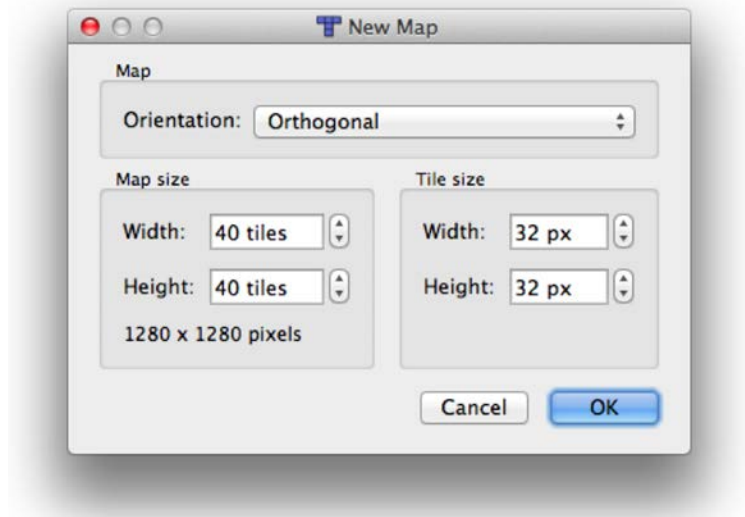 New Map
Map
Orientation: Orthogonal
Map size
Width: 40 tiles
Height: 40 tiles
1280 x 1280 pixels
Tile size
Width: 32 px
Height: 32 px
Cancel OK